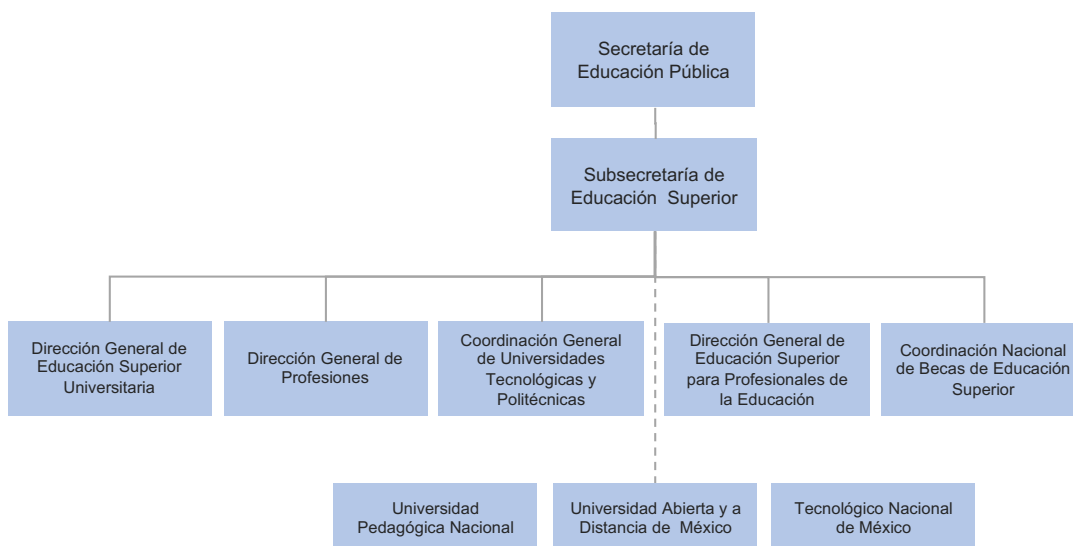 Secretaría de
Educación Pública
Subsecretaría de
Educación Superior
Dirección General de
Educación Superior
Universitaria
Dirección General de
Profesiones
Coordinación General
de Universidades
Tecnológicas y
Politécnicas
Dirección General de
Educación Superior
para Profesionales de
la Educación
Coordinación Nacional
de Becas de Educación
Superior
Universidad
Pedagógica Nacional
Universidad Abierta y a
Distancia de México
Tecnológico Nacional
de México